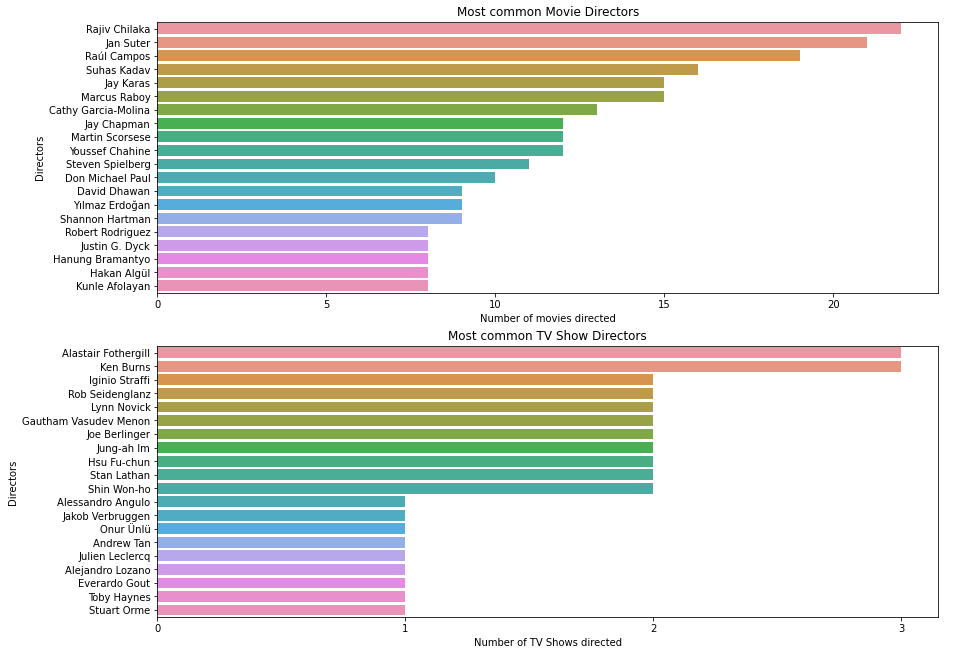 Most common Movie Directors
Directors
Rajiv Chilaka
Jan Suter
Raúl Campos
Suhas Kadav
Jay Karas
Marcus Raboy
Cathy Garcia-Molina
Jay Chapman
Martin Scorsese
Youssef Chahine
Steven Spielberg
Don Michael Paul
David Dhawan
Yılmaz Erdoğan
Shannon Hartman
Robert Rodriguez
Justin G. Dyck
Hanung Bramantyo
Hakan Algül
Kunle Afolayan
0 5 10 15 20
Number of movies directed
Most common TV Show Directors
Directors
Alastair Fothergill
Ken Burns
Iginio Straffi
Rob Seidenglanz
Lynn Novick
Gautham Vasudev Menon
Joe Berlinger
Jung-ah Im
Hsu Fu-chun
Stan Lathan
Shin Won-ho
Alessandro Angulo
Jakob Verbruggen
Onur Ünlü
Andrew Tan
Julien Leclercq
Alejandro Lozano
Everardo Gout
Toby Haynes
Stuart Orme
0 1 2 3
Number of TV Shows directed